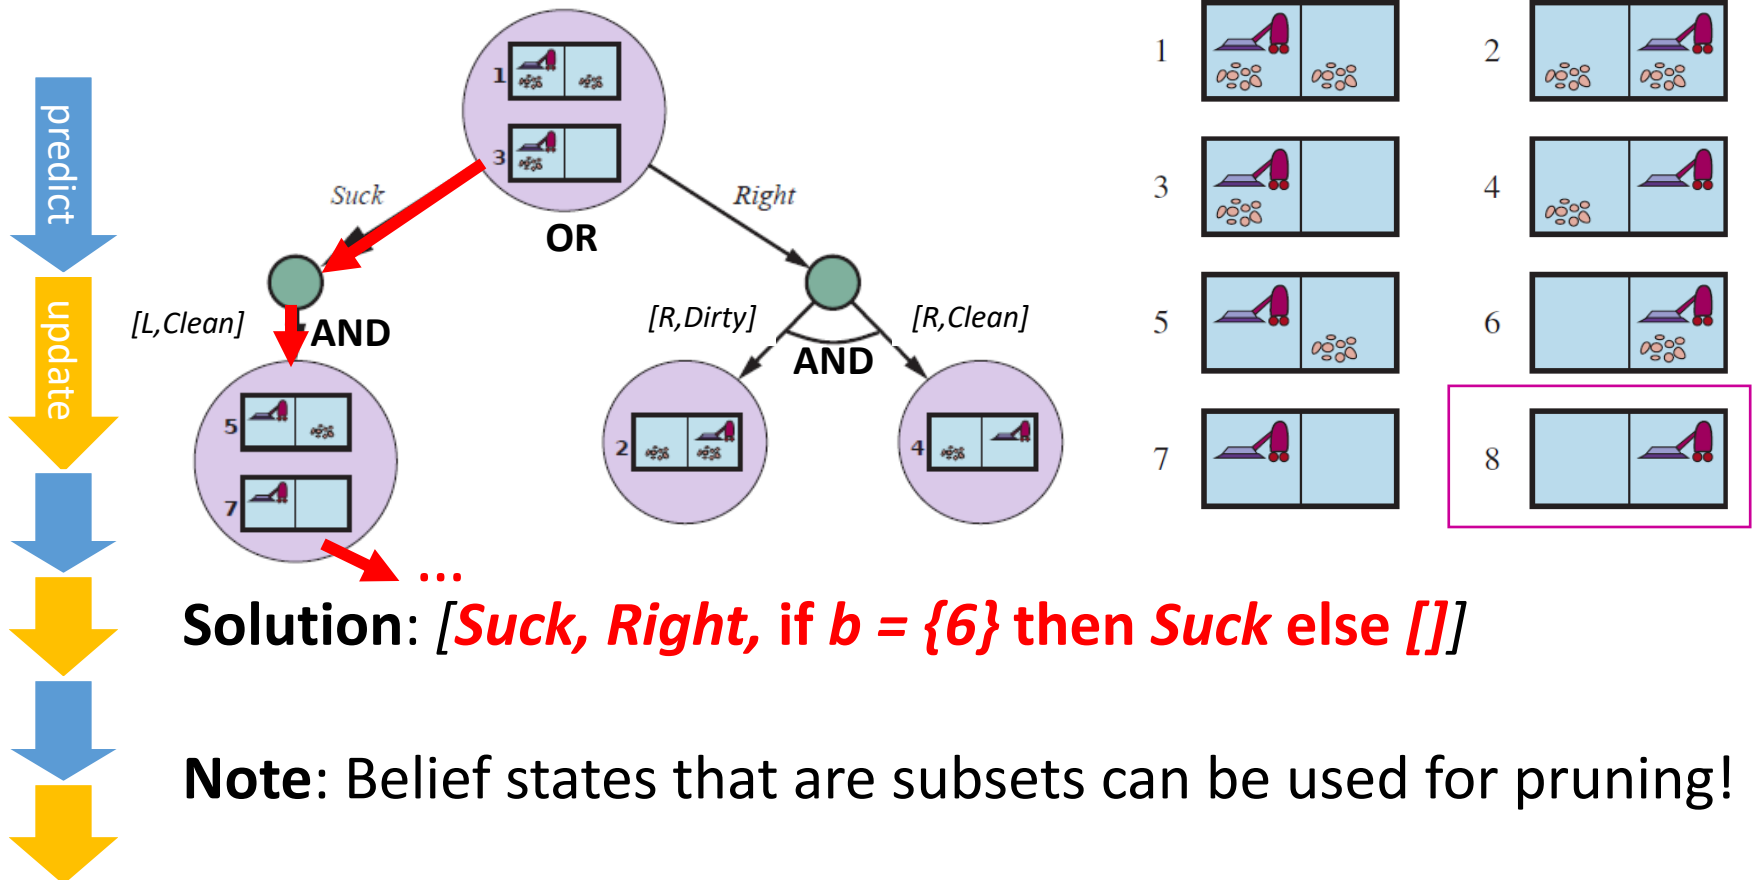 predict
update
1
3
Suck
Right
OR
[L,Clean]
AND
[R,Dirty]
[R,Clean]
AND
5
7
2
4
...
1
2
3
4
5
6
7
8
Solution: [Suck, Right, if b = {6} then Suck else []]
Note: Belief states that are subsets can be used for pruning!